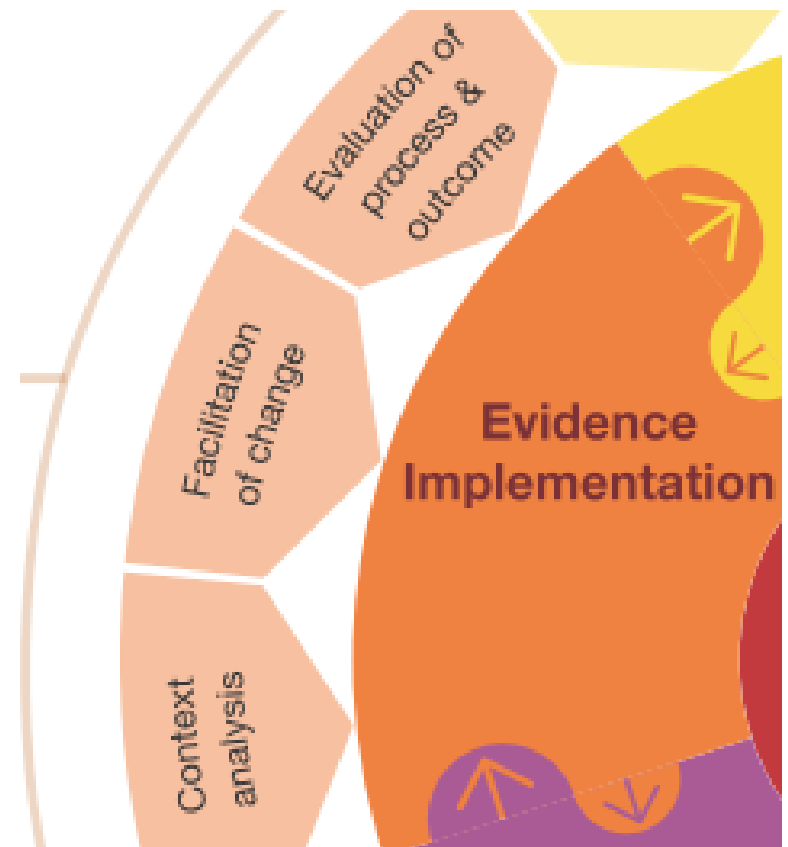 Evaluation of
process &
outcome
Facilitation
of change
Context
analysis
Evidence
Implementation